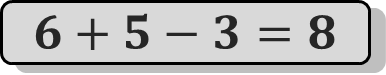 6 + 5 − 3 = 8